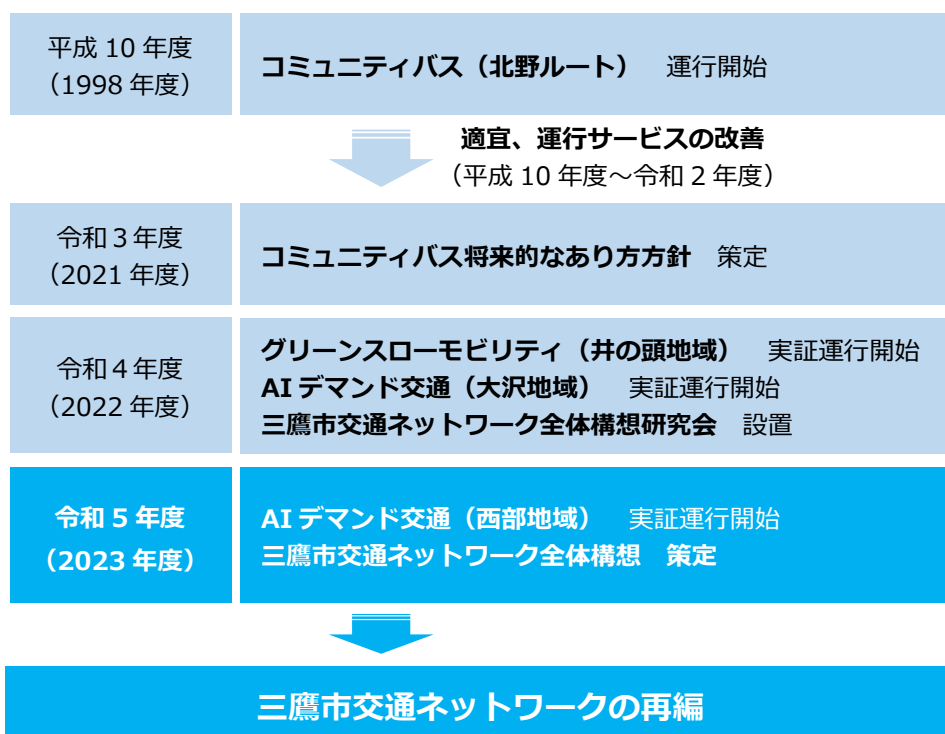 平成 10 年度
（1998 年度）
コミュニティバス（北野ルート）　運行開始
適宜、運行サービスの改善
（平成 10 年度～令和 2 年度）
令和３年度
（2021 年度）
コミュニティバス将来的なあり方方針　策定
令和４年度
（2022 年度）
グリーンスローモビリティ（井の頭地域）　実証運行開始
AI デマンド交通（大沢地域）　実証運行開始
三鷹市交通ネットワーク全体構想研究会　設置
令和 5 年度
（2023 年度）
AI デマンド交通（西部地域）　実証運行開始
三鷹市交通ネットワーク全体構想　策定
三鷹市交通ネットワークの再編